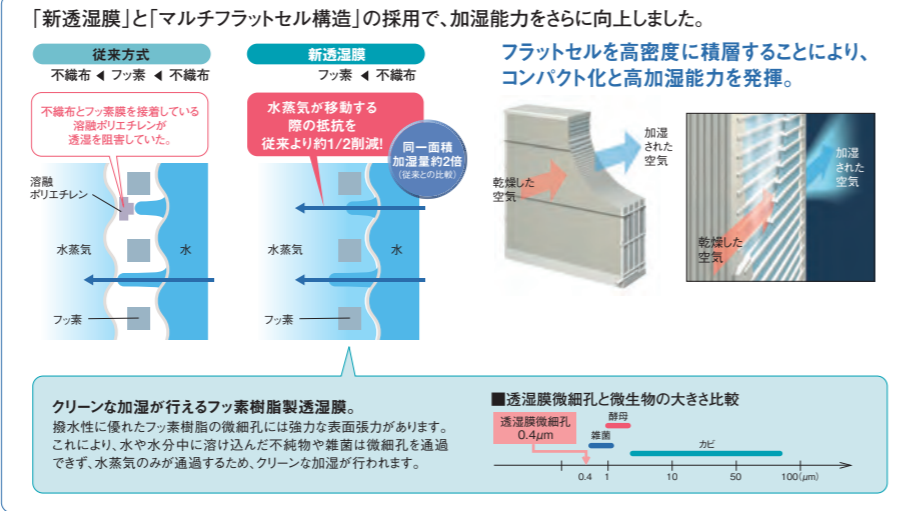 「新透湿膜」と「マルチフラットセル構造」の採用で、加湿能力をさらに向上しました。
従来方式
不織布 ◀ フッ素 ◀ 不織布
不織布とフッ素膜を接着している
溶融ポリエチレンが
透湿を阻害していた。
溶融
ポリエチレン
水蒸気
水
フッ素
新透湿膜
フッ素 ◀ 不織布
水蒸気が移動する
際の抵抗を
従来より約1/2削減!
同一面積
加湿量約2倍
(従来との比較)
水蒸気
水
フッ素
フラットセルを高密度に積層することにより、
コンパクト化と高加湿能力を発揮。
加湿
された
空気
乾燥した
空気
加湿
された
空気
乾燥した
空気
クリーンな加湿が行えるフッ素樹脂製透湿膜。
撥水性に優れたフッ素樹脂の微細孔には強力な表面張力があります。
これにより、水や水分中に溶け込んだ不純物や雑菌は微細孔を通過
できず、水蒸気のみが通過するため、クリーンな加湿が行われます。
■透湿膜微細孔と微生物の大きさ比較
透湿膜微細孔
0.4μm
酵母
雑菌
カビ
0.4 1 10 50 100(μm)